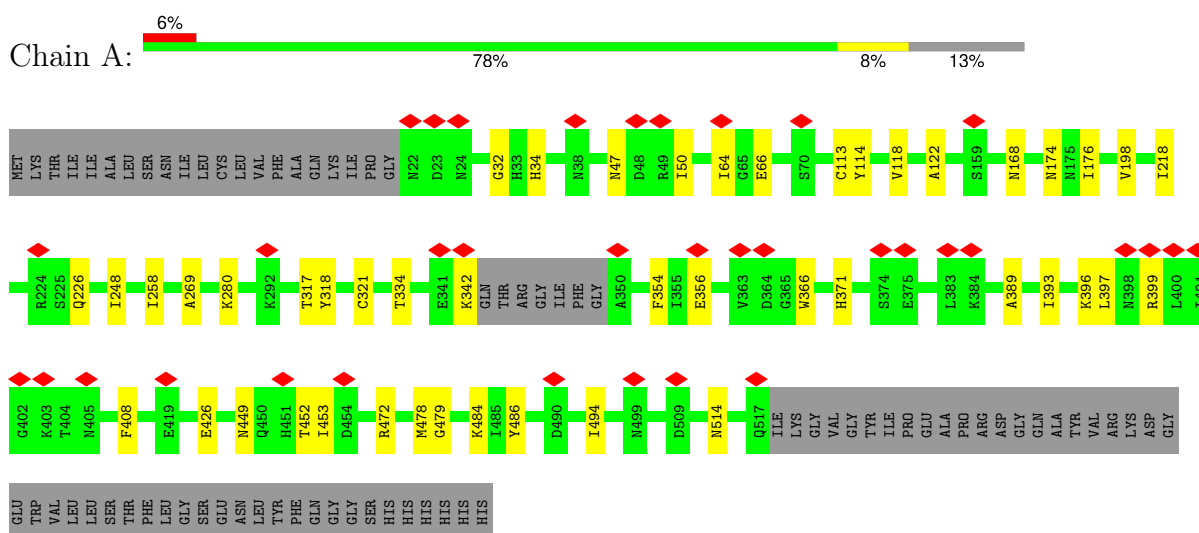 6%
Chain A:
78% 8% 13%
MET LYS THR ILE ILE ALA LEU SER ASN ILE LEU CYS LEU VAL PHE ALA GLN LYS ILE PRO GLY N22 D23 N24 G32 H33 H34 N38 N47 D48 R49 I50 I64 G65 E66 S70 C113 Y114 V118 A122 S159 N168 N174 N175 I176 V198 I218
R224 S225 Q226 I248 I258 A269 K280 K292 T317 Y318 C321 T334 E341 K342 GLN THR ARG GLY ILE PHE GLY A350 F354 I355 E356 V363 D364 G365 W366 H371 S374 E375 L383 K384 A389 I393 K396 L397 N398 R399 L400 I401
G402 K403 T404 N405 F408 E419 E426 N449 Q450 H451 T452 I453 D454 R472 M478 G479 K484 I485 Y486 D490 I494 N499 D509 N514 Q517 ILE LYS GLY VAL GLY TYR ILE PRO GLU ALA PRO ARG ASP GLY GLN ALA TYR VAL ARG LYS ASP GLY
GLU TRP VAL LEU LEU SER THR PHE LEU GLY SER GLU ASN LEU TYR PHE GLN GLY GLY SER HIS HIS HIS HIS HIS HIS